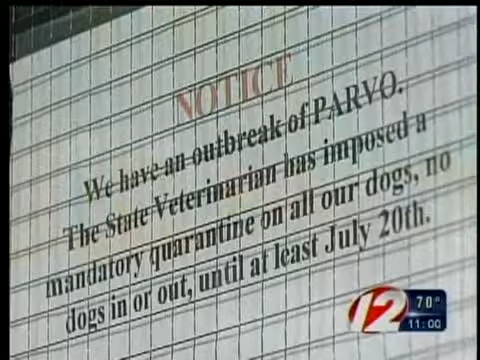 NOTICE
We have an outbreak of PARVO.
The State Veterinarian has imposed a
mandatory quarantine on all our dogs, no
dogs in or out, until at least July 20th.
12 70°
11:00